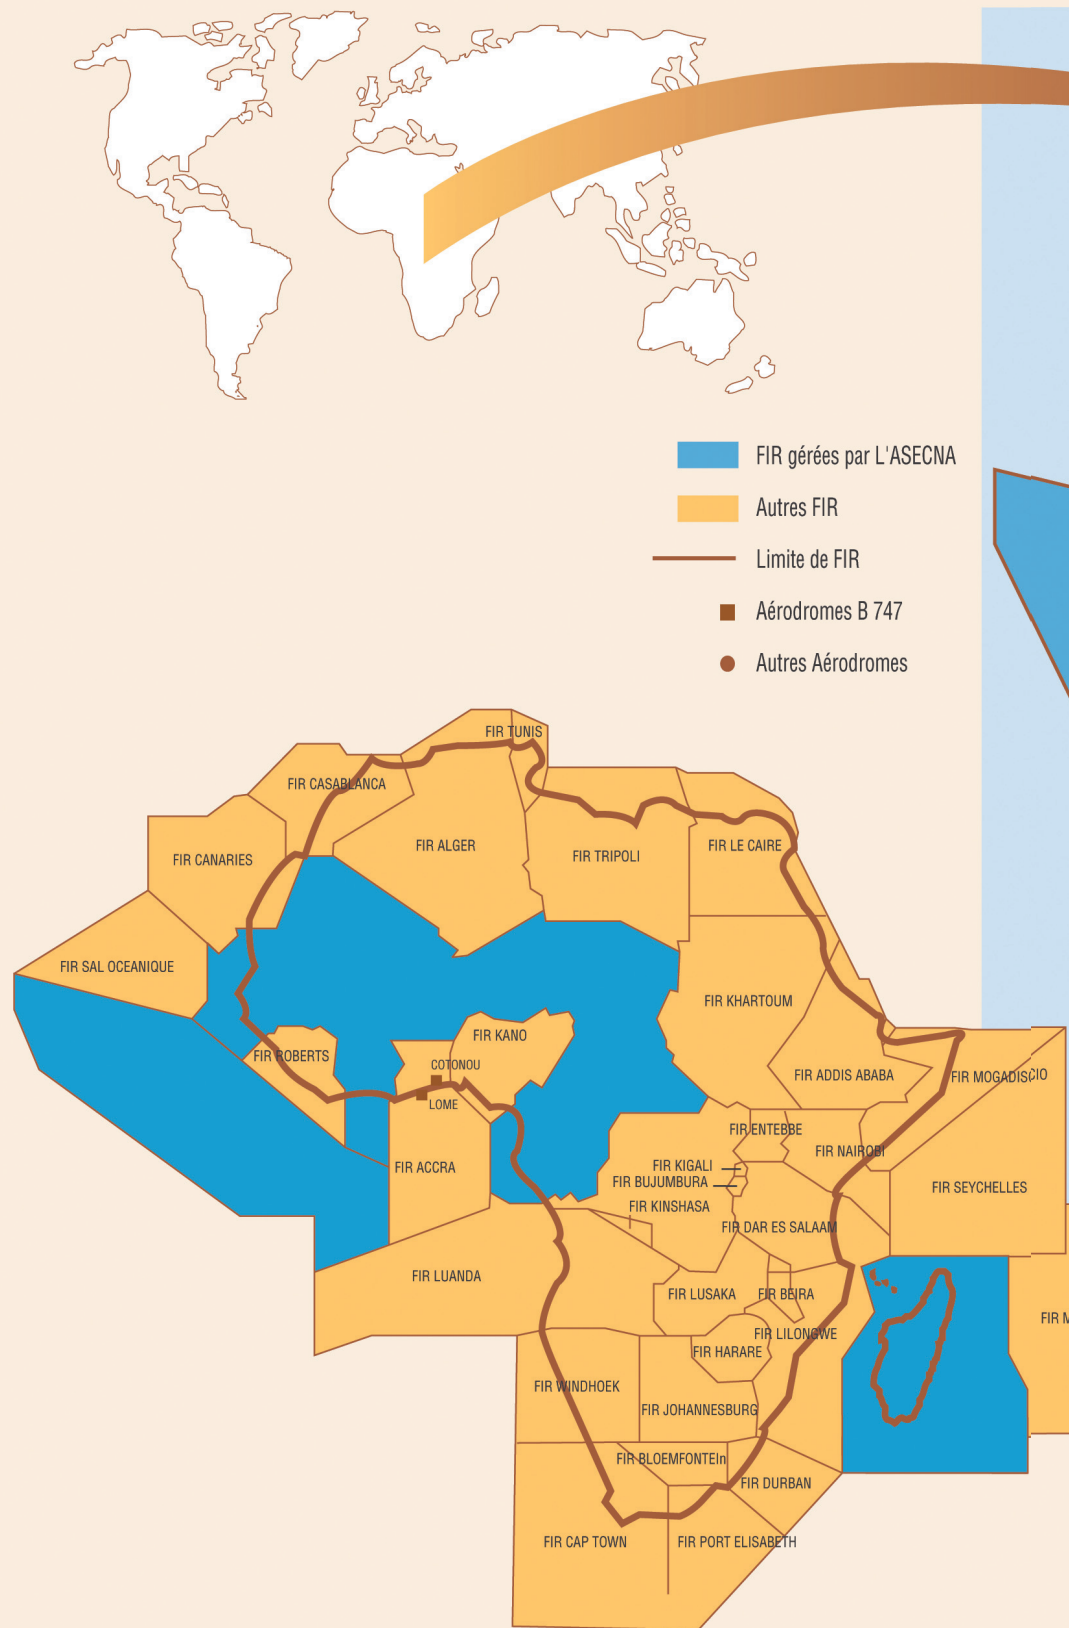 FIR gérées par L'ASECNA
Autres FIR
Limite de FIR
Aérodromes B 747
Autres Aérodromes
FIR TUNIS
FIR CASABLANCA
FIR ALGER
FIR LE CAIRE
FIR TRIPOLI
FIR CANARIES
FIR SAL OCEANIQUE
FIR KHARTOUM
FIR KANO
FIR ROBERTS
COTONOU
FIR ADDIS ABABA
FIR MOGADISCIO
LOME
FIR ENTEBBE
FIR NAIROBI
FIR ACCRA
FIR KIGALI
FIR BUJUMBURA
FIR SEYCHELLES
FIR KINSHASA
FIR DAR ES SALAAM
FIR LUANDA
FIR LUSAKA
FIR BEIRA
FIR M
FIR LILONGWE
FIR HARARE
FIR WINDHOEK
FIR JOHANNESBURG
FIR BLOEMFONTEIn
FIR DURBAN
FIR CAP TOWN
FIR PORT ELISABETH